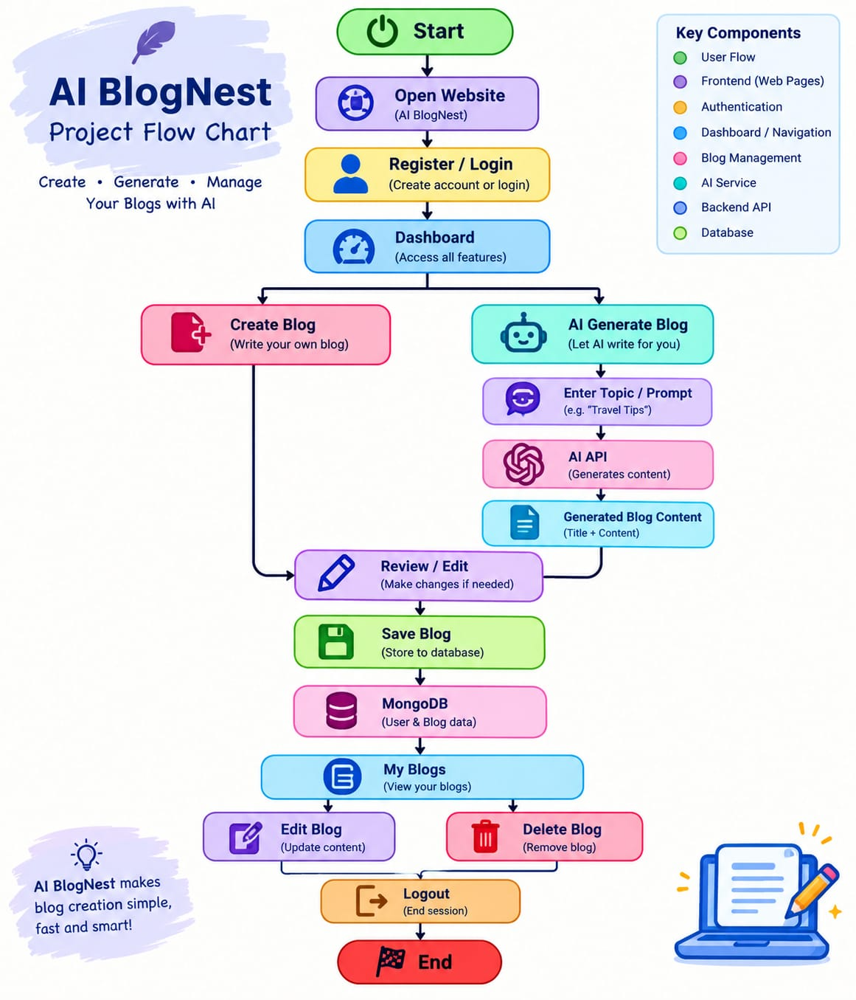 AI BlogNest
Project Flow Chart
Create • Generate • Manage
Your Blogs with AI
Start
Open Website
(AI BlogNest)
Register / Login
(Create account or login)
Dashboard
(Access all features)
Key Components
User Flow
Frontend (Web Pages)
Authentication
Dashboard / Navigation
Blog Management
AI Service
Backend API
Database
Create Blog
(Write your own blog)
AI Generate Blog
(Let AI write for you)
Enter Topic / Prompt
(e.g. “Travel Tips”)
AI API
(Generates content)
Generated Blog Content
(Title + Content)
Review / Edit
(Make changes if needed)
Save Blog
(Store to database)
MongoDB
(User & Blog data)
My Blogs
(View your blogs)
Edit Blog
(Update content)
Delete Blog
(Remove blog)
Logout
(End session)
End
AI BlogNest makes
blog creation simple,
fast and smart!